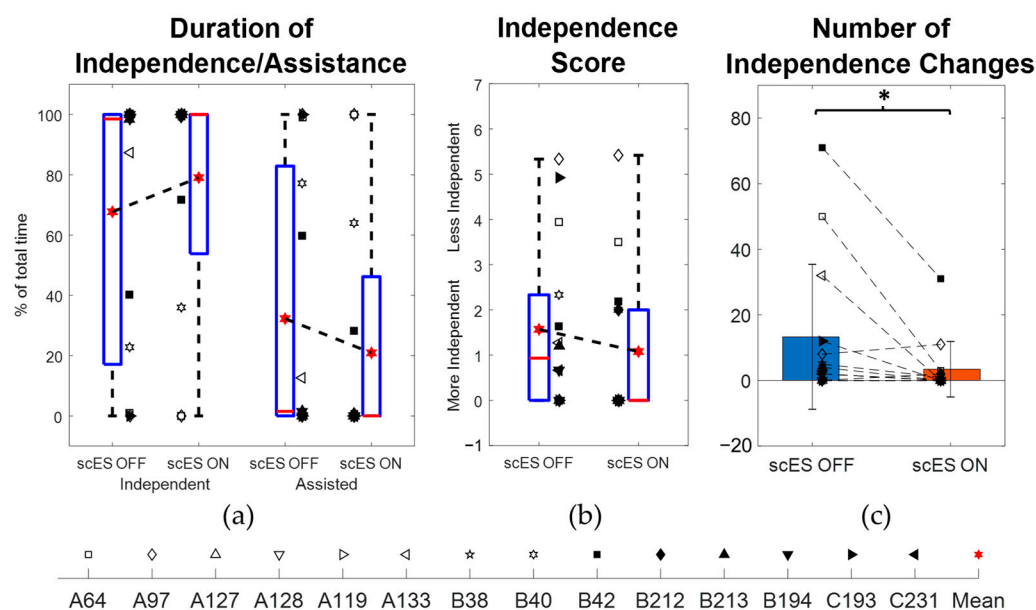 Duration of
Independence/Assistance
% of total time
100
80
60
40
20
0
scES OFF scES ON scES OFF scES ON
Independent Assisted
(a)
Independence
Score
Less Independent
More Independent
7
6
5
4
3
2
1
0
−1
scES OFF scES ON
(b)
Number of
Independence Changes
*
80
60
40
20
0
−20
scES OFF scES ON
(c)
A64 A97 A127 A128 A119 A133 B38 B40 B42 B212 B213 B194 C193 C231 Mean